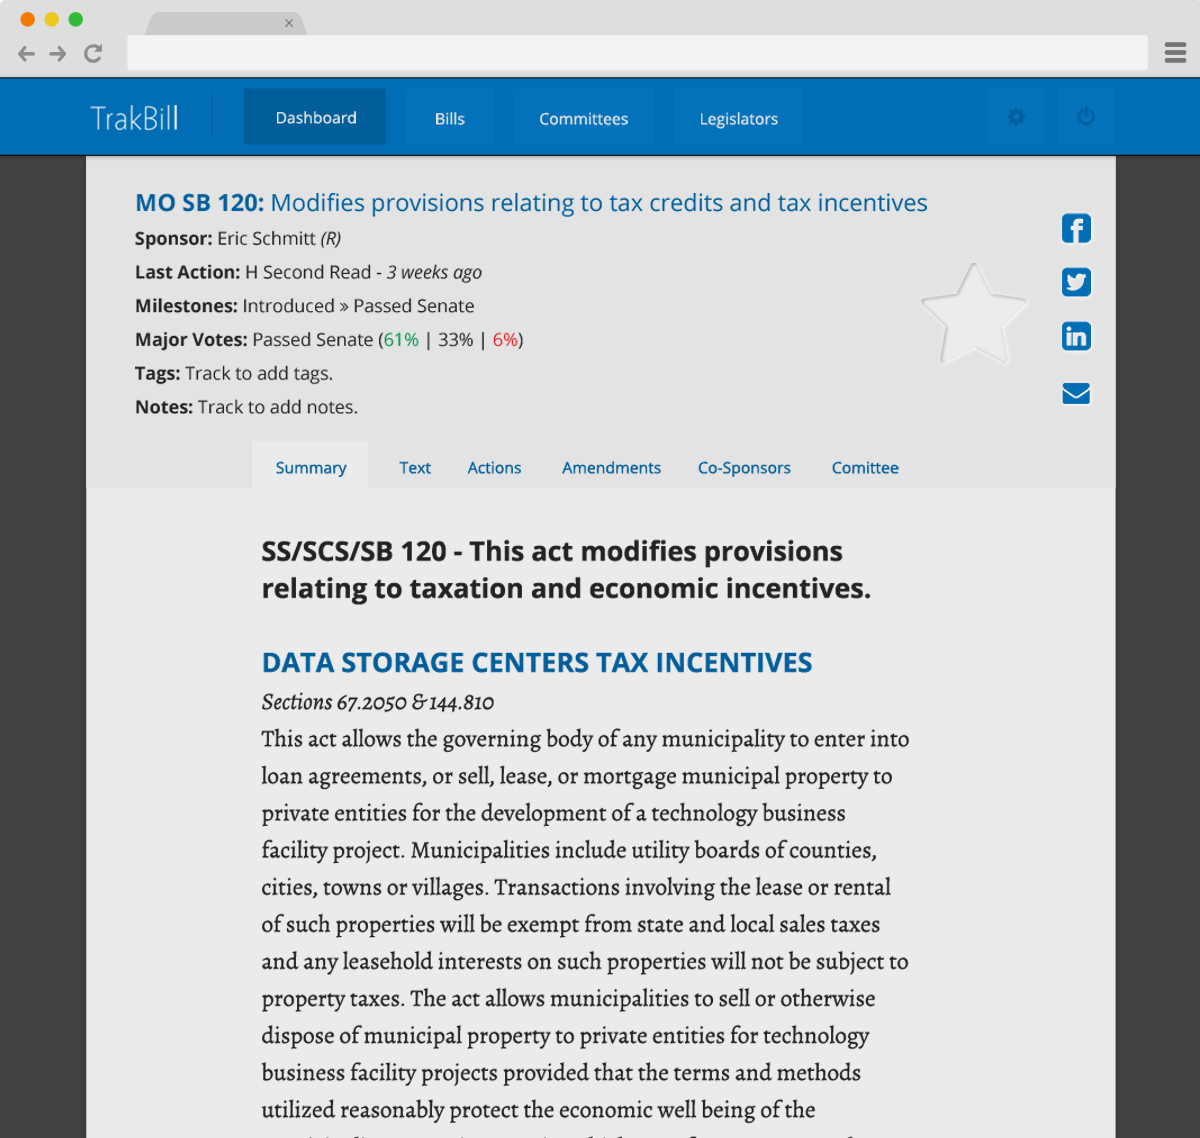 TrakBill
Dashboard
Bills
Committees
Legislators
MO SB 120: Modifies provisions relating to tax credits and tax incentives
Sponsor: Eric Schmitt (R)
Last Action: H Second Read - 3 weeks ago
Milestones: Introduced » Passed Senate
Major Votes: Passed Senate (61% | 33% | 6%)
Tags: Track to add tags.
Notes: Track to add notes.
Summary
Text
Actions
Amendments
Co-Sponsors
Comittee
SS/SCS/SB 120 - This act modifies provisions
relating to taxation and economic incentives.
DATA STORAGE CENTERS TAX INCENTIVES
Sections 67.2050 & 144.810
This act allows the governing body of any municipality to enter into
loan agreements, or sell, lease, or mortgage municipal property to
private entities for the development of a technology business
facility project. Municipalities include utility boards of counties,
cities, towns or villages. Transactions involving the lease or rental
of such properties will be exempt from state and local sales taxes
and any leasehold interests on such properties will not be subject to
property taxes. The act allows municipalities to sell or otherwise
dispose of municipal property to private entities for technology
business facility projects provided that the terms and methods
utilized reasonably protect the economic well being of the